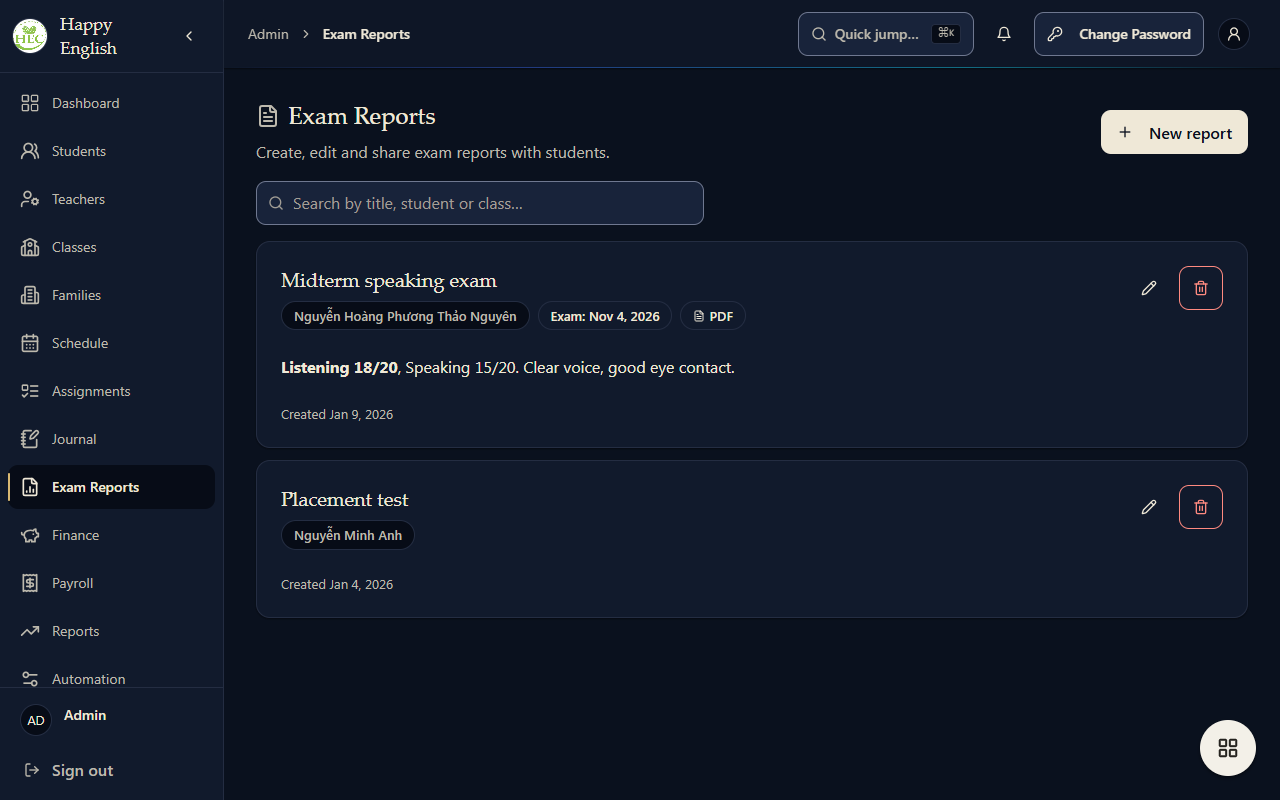 Happy
English
HEC
Admin > Exam Reports
Quick jump... ⌘K
Change Password
Dashboard
Students
Teachers
Classes
Families
Schedule
Assignments
Journal
Exam Reports
Finance
Payroll
Reports
Automation
AD
Admin
Sign out
Exam Reports
Create, edit and share exam reports with students.
New report
Search by title, student or class...
Midterm speaking exam
Nguyễn Hoàng Phương Thảo Nguyên
Exam: Nov 4, 2026
PDF
Listening 18/20, Speaking 15/20. Clear voice, good eye contact.
Created Jan 9, 2026
Placement test
Nguyễn Minh Anh
Created Jan 4, 2026